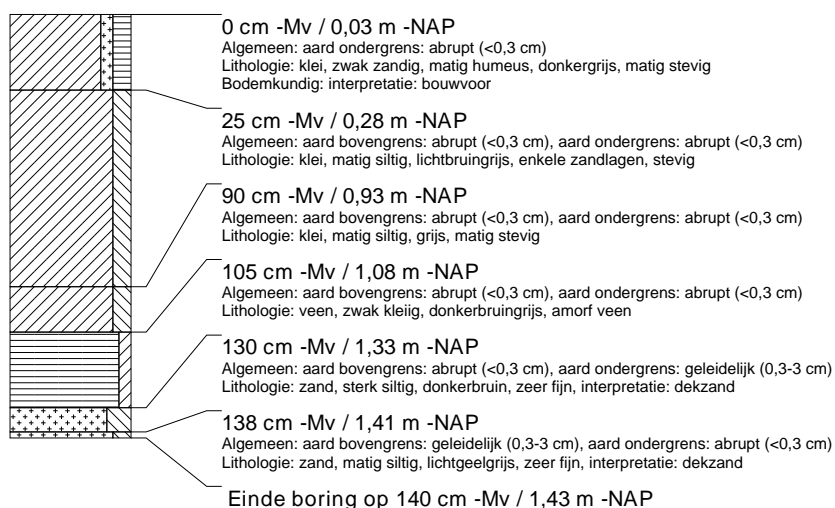 0 cm -Mv / 0,03 m -NAP
Algemeen: aard ondergrens: abrupt (<0,3 cm)
Lithologie: klei, zwak zandig, matig humeus, donkergrijs, matig stevig
Bodemkundig: interpretatie: bouwvoor
25 cm -Mv / 0,28 m -NAP
Algemeen: aard bovengrens: abrupt (<0,3 cm), aard ondergrens: abrupt (<0,3 cm)
Lithologie: klei, matig siltig, lichtbruingrijs, enkele zandlagen, stevig
90 cm -Mv / 0,93 m -NAP
Algemeen: aard bovengrens: abrupt (<0,3 cm), aard ondergrens: abrupt (<0,3 cm)
Lithologie: klei, matig siltig, grijs, matig stevig
105 cm -Mv / 1,08 m -NAP
Algemeen: aard bovengrens: abrupt (<0,3 cm), aard ondergrens: abrupt (<0,3 cm)
Lithologie: veen, zwak kleiig, donkerbruingrijs, amorf veen
130 cm -Mv / 1,33 m -NAP
Algemeen: aard bovengrens: abrupt (<0,3 cm), aard ondergrens: geleidelijk (0,3-3 cm)
Lithologie: zand, sterk siltig, donkerbruin, zeer fijn, interpretatie: dekzand
138 cm -Mv / 1,41 m -NAP
Algemeen: aard bovengrens: geleidelijk (0,3-3 cm), aard ondergrens: abrupt (<0,3 cm)
Lithologie: zand, matig siltig, lichtgeelgrijs, zeer fijn, interpretatie: dekzand
Einde boring op 140 cm -Mv / 1,43 m -NAP